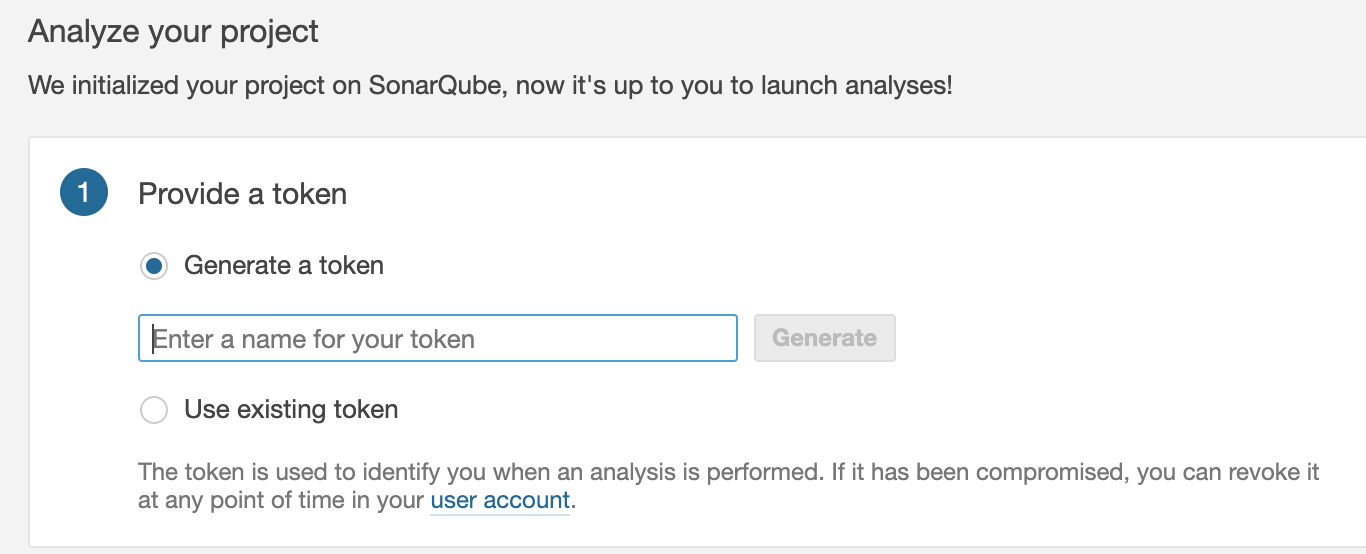 Analyze your project
We initialized your project on SonarQube, now it's up to you to launch analyses!
1
Provide a token
Generate a token
Enter a name for your token
Generate
Use existing token
The token is used to identify you when an analysis is performed. If it has been compromised, you can revoke it
at any point of time in your user account.